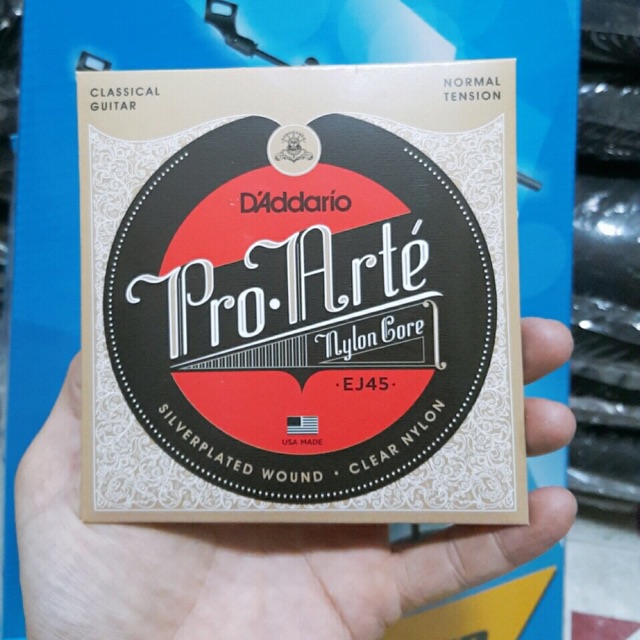 CLASSICAL
GUITAR
NORMAL
TENSION
D'Addario
Pro·Arté
Nylon Core
·EJ45·
USA MADE
SILVERPLATED WOUND · CLEAR NYLON